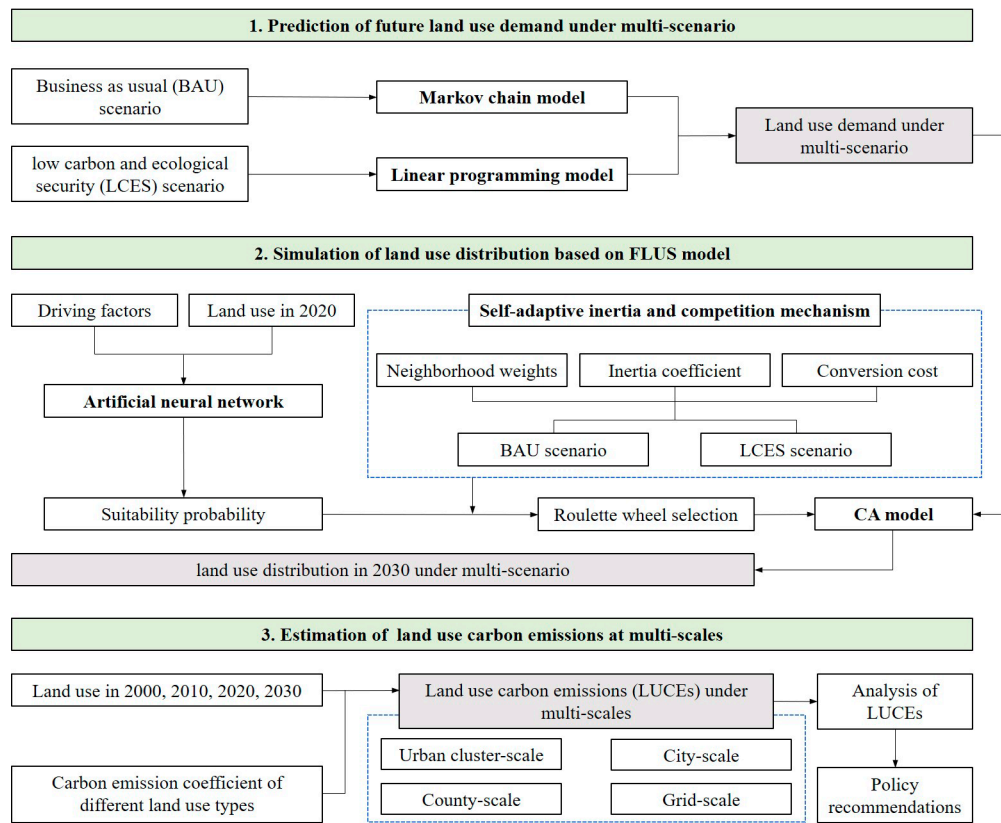 1. Prediction of future land use demand under multi-scenario
Business as usual (BAU)
scenario
Markov chain model
Land use demand under
multi-scenario
low carbon and ecological
security (LCES) scenario
Linear programming model
2. Simulation of land use distribution based on FLUS model
Driving factors
Land use in 2020
Self-adaptive inertia and competition mechanism
Neighborhood weights
Inertia coefficient
Conversion cost
Artificial neural network
BAU scenario
LCES scenario
Suitability probability
Roulette wheel selection
CA model
land use distribution in 2030 under multi-scenario
3. Estimation of land use carbon emissions at multi-scales
Land use in 2000, 2010, 2020, 2030
Land use carbon emissions (LUCEs) under
multi-scales
Analysis of
LUCEs
Urban cluster-scale
City-scale
Carbon emission coefficient of
different land use types
County-scale
Grid-scale
Policy
recommendations